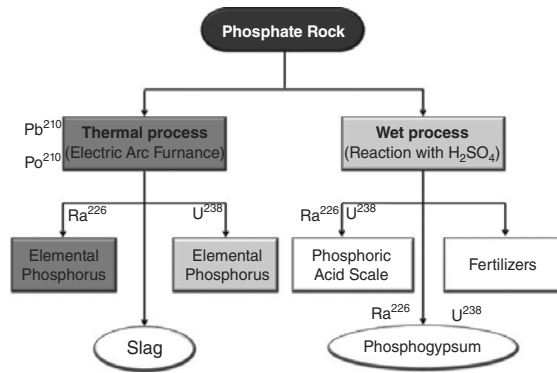 Phosphate Rock
Pb²¹⁰
Po²¹⁰
Thermal process
(Electric Arc Furnance)
Wet process
(Reaction with H₂SO₄)
Ra²²⁶
U²³⁸
Ra²²⁶ U²³⁸
Elemental
Phosphorus
Elemental
Phosphorus
Phosphoric
Acid Scale
Fertilizers
Ra²²⁶ U²³⁸
Slag
Phosphogypsum